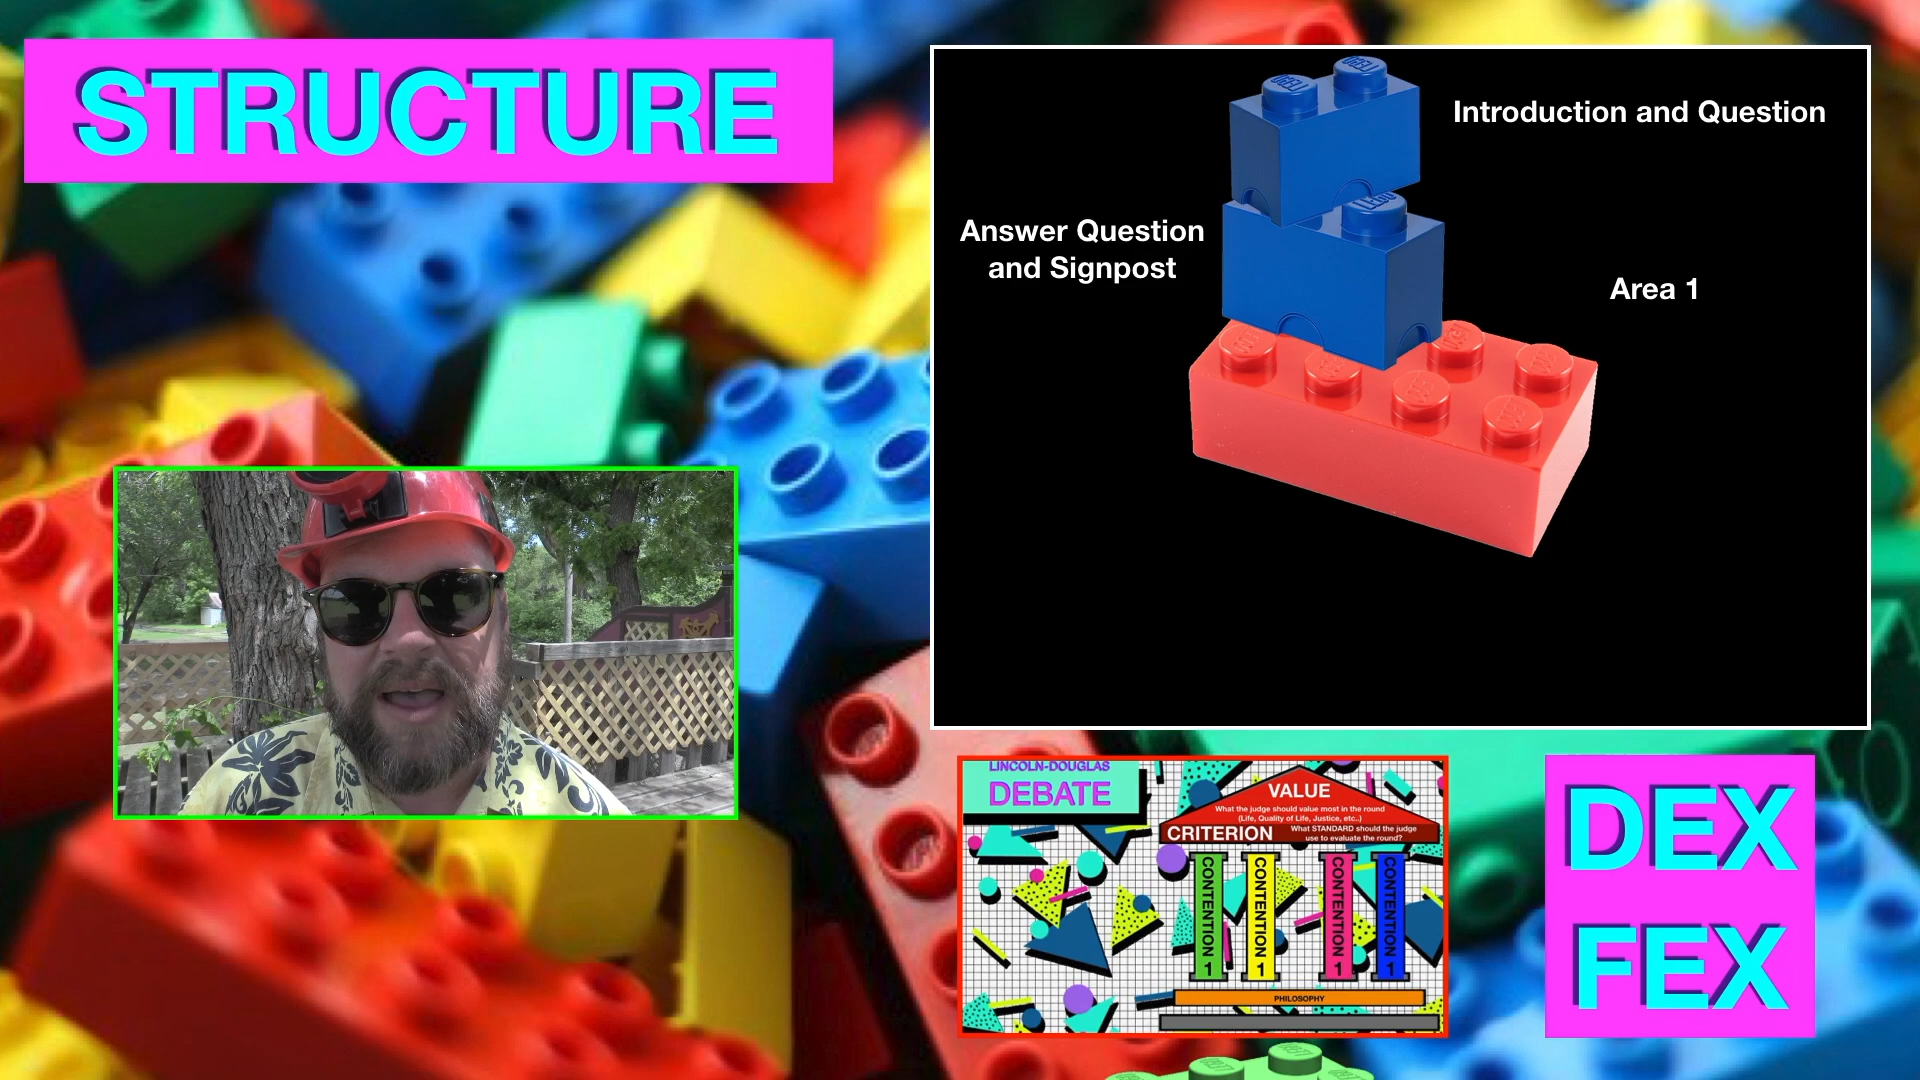 STRUCTURE
Introduction and Question
Answer Question
and Signpost
Area 1
LINCOLN-DOUGLAS
DEBATE
VALUE
What the judge should value most in the round
(Life, Quality of Life, Justice, etc..)
CRITERION
What STANDARD should the judge
use to evaluate the round?
CONTENTION 1
CONTENTION 1
CONTENTION 1
CONTENTION 1
PHILOSOPHY
DEX
FEX